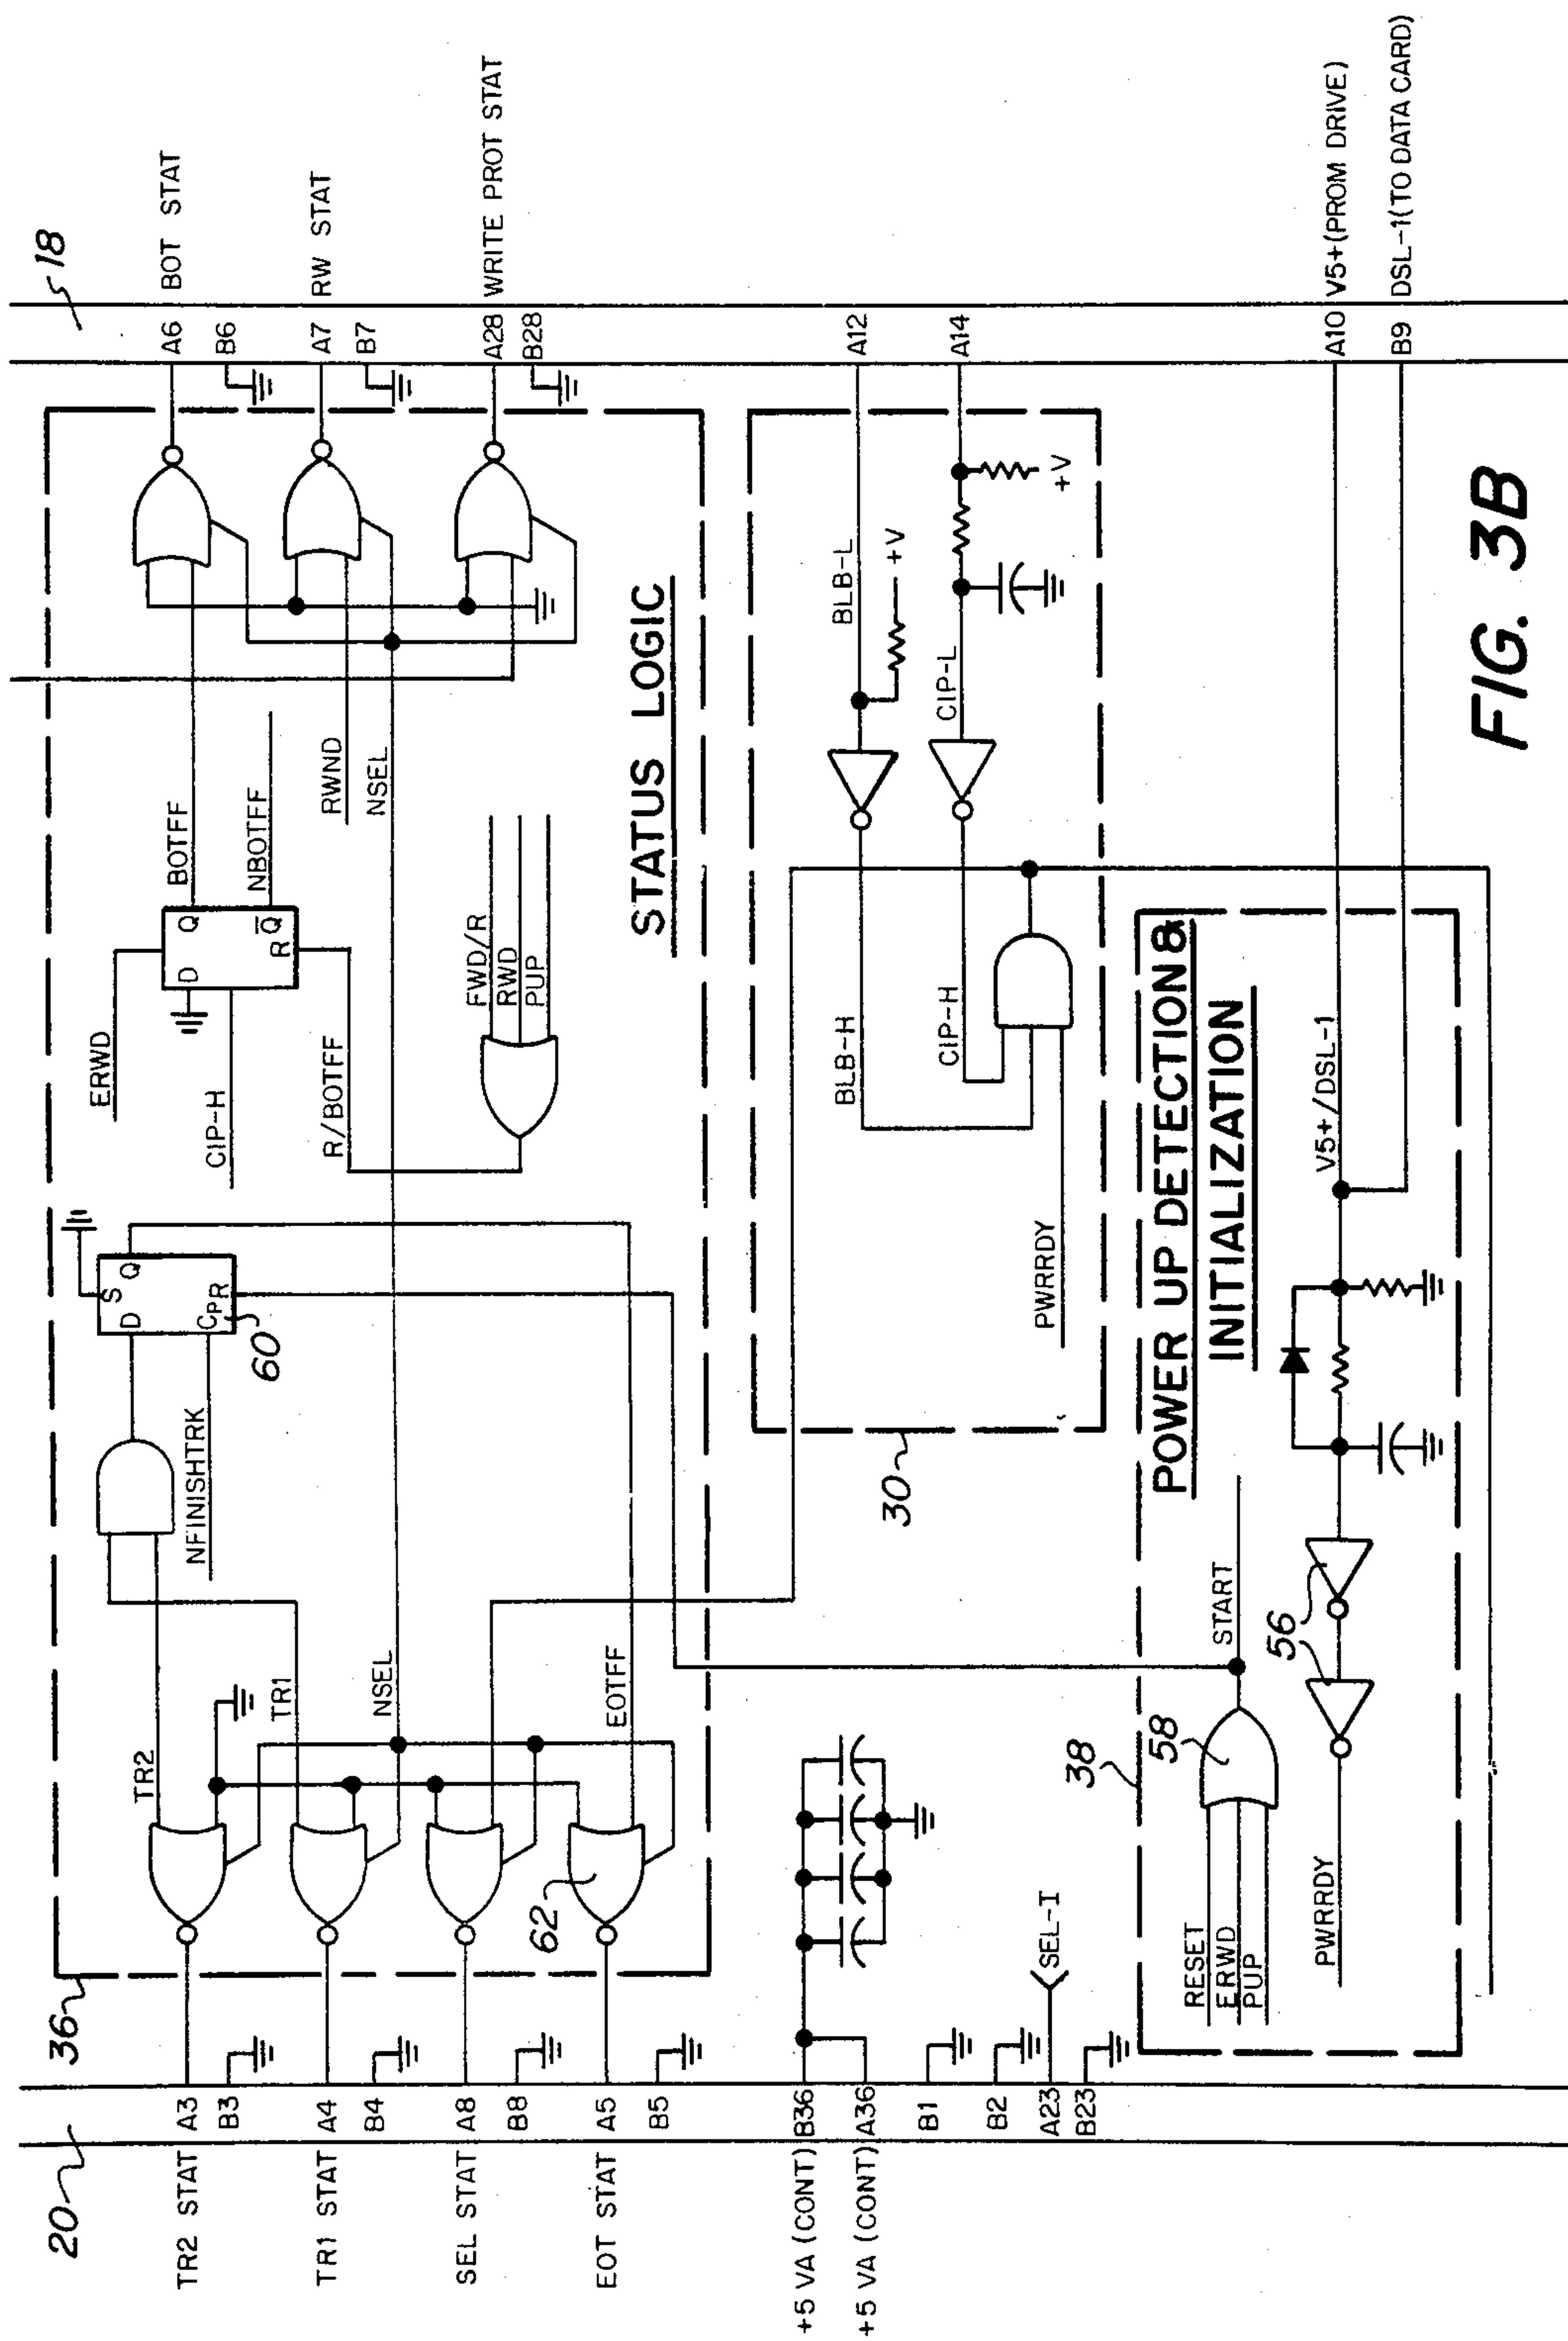 20
36
TR2 STAT
A3
B3
TR1 STAT
A4
B4
SEL STAT
A8
B8
EOT STAT
A5
B5
+5 VA (CONT)
B36
+5 VA (CONT)
A36
B1
B2
A23
B23
SEL-I
TR2
TR1
NSEL
EOTFF
62
NFINISHTRK
D
S
Q
CP
R
60
ERWD
CIP-H
R/BOTFF
D
Q
Q̅
R
BOTFF
NBOTFF
RWND
NSEL
FWD/R
RWD
PUP
STATUS LOGIC
18
A6
BOT STAT
B6
A7
RW STAT
B7
A28
WRITE PROT STAT
B28
30
PWRRDY
BLB-H
CIP-H
BLB-L
CIP-L
+V
+V
A12
A14
38
58
RESET
ERWD
PUP
START
56
PWRRDY
POWER UP DETECTION &
INITIALIZATION
V5+/DSL-1
A10
V5+(PROM DRIVE)
B9
DSL-1(TO DATA CARD)
FIG. 3B